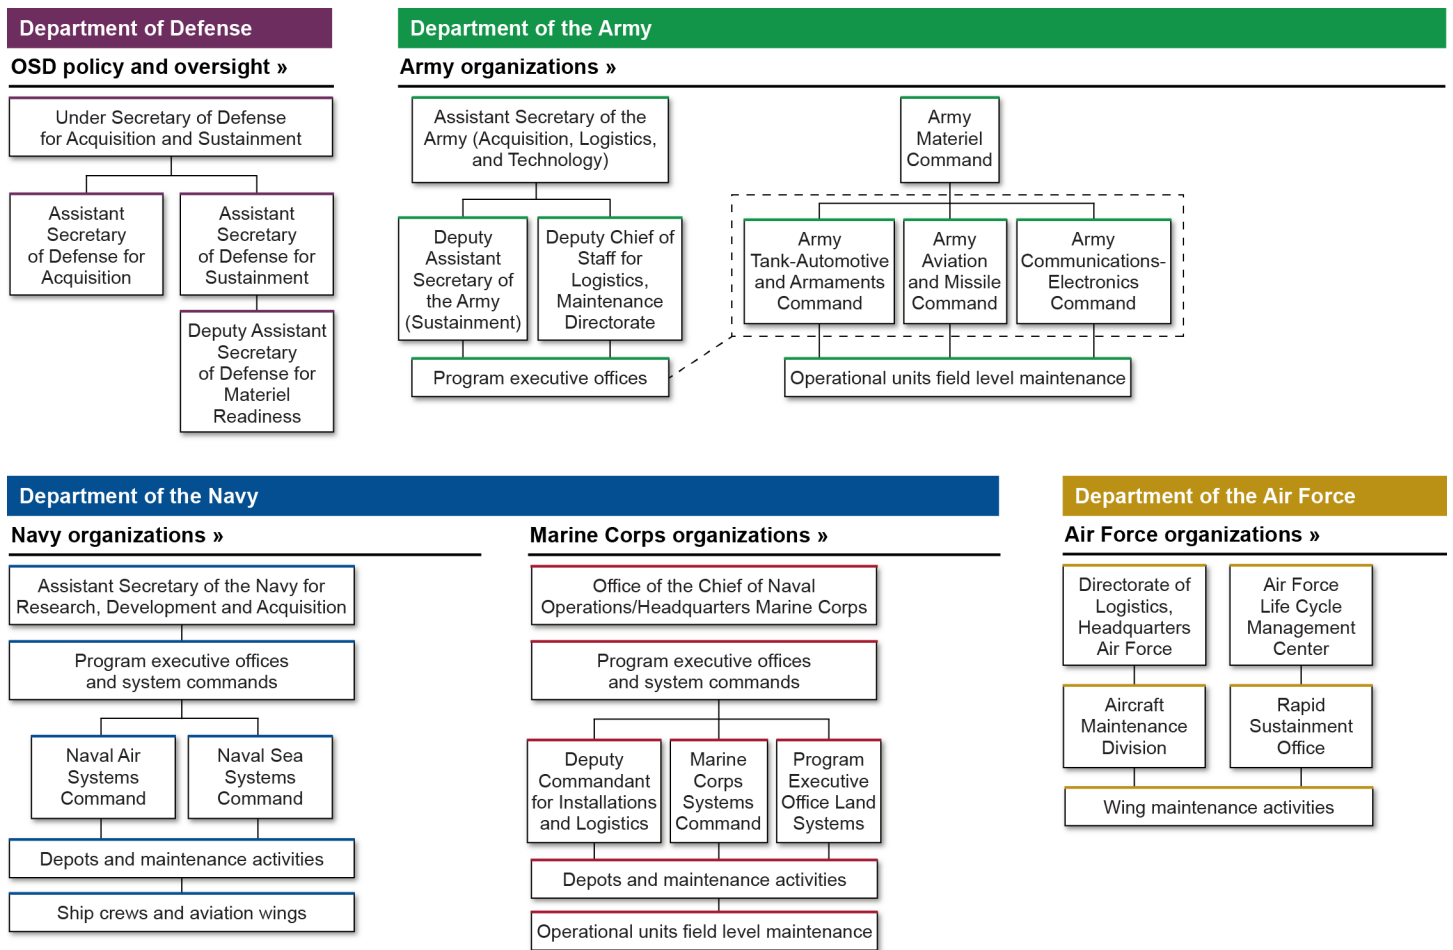 Department of Defense
OSD policy and oversight »
Under Secretary of Defense
for Acquisition and Sustainment
Assistant
Secretary
of Defense for
Acquisition
Assistant
Secretary
of Defense for
Sustainment
Deputy Assistant
Secretary
of Defense for
Materiel
Readiness
Department of the Army
Army organizations »
Assistant Secretary of the
Army (Acquisition, Logistics,
and Technology)
Deputy
Assistant
Secretary of
the Army
(Sustainment)
Deputy Chief of
Staff for
Logistics,
Maintenance
Directorate
Program executive offices
Army
Materiel
Command
Army
Tank-Automotive
and Armaments
Command
Army
Aviation
and Missile
Command
Army
Communications-
Electronics
Command
Operational units field level maintenance
Department of the Navy
Navy organizations »
Assistant Secretary of the Navy for
Research, Development and Acquisition
Program executive offices
and system commands
Naval Air
Systems
Command
Naval Sea
Systems
Command
Depots and maintenance activities
Ship crews and aviation wings
Marine Corps organizations »
Office of the Chief of Naval
Operations/Headquarters Marine Corps
Program executive offices
and system commands
Deputy
Commandant
for Installations
and Logistics
Marine
Corps
Systems
Command
Program
Executive
Office Land
Systems
Depots and maintenance activities
Operational units field level maintenance
Department of the Air Force
Air Force organizations »
Directorate of
Logistics,
Headquarters
Air Force
Air Force
Life Cycle
Management
Center
Aircraft
Maintenance
Division
Rapid
Sustainment
Office
Wing maintenance activities